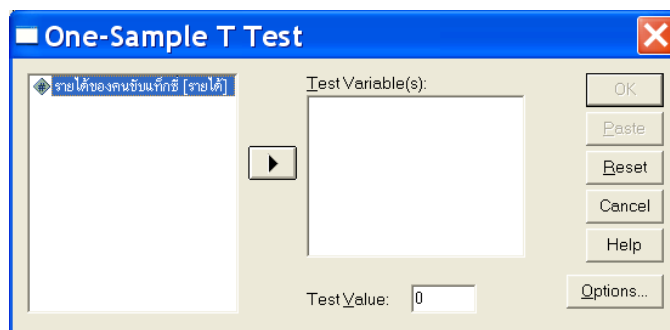 One-Sample T Test
รายได้ของคนขับแท็กซี่ [รายได้]
Test Variable(s):
OK
Paste
Reset
Cancel
Help
Test Value: 0
Options...